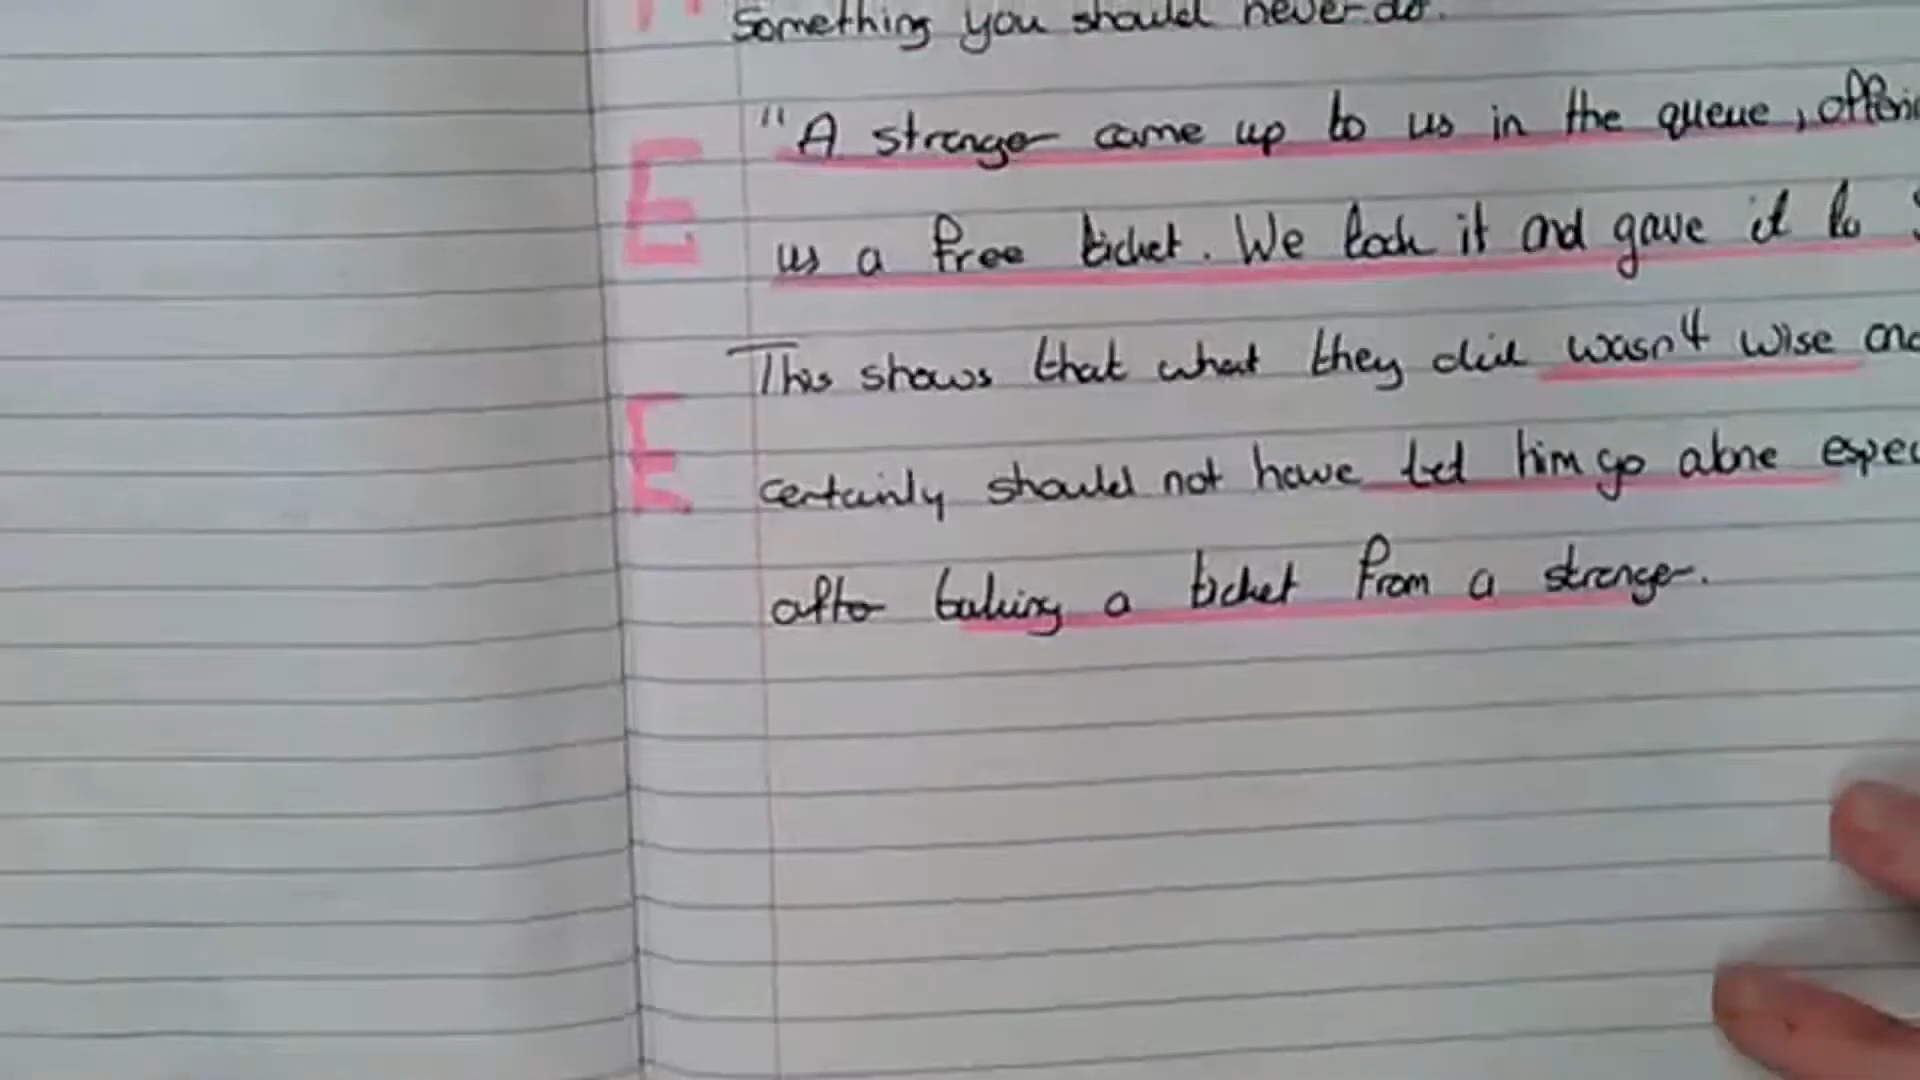 Something you should never do.
E "A stranger came up to us in the queue, offerin
us a free ticket. We took it and gave it to S
E This shows that what they did wasn't wise and
certainly should not have let him go alone espec
after taking a ticket from a stranger.